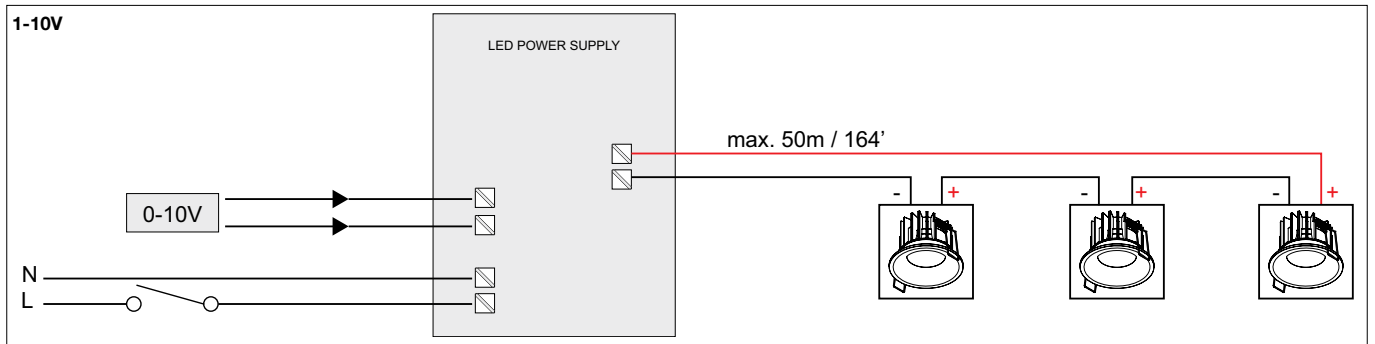 1-10V
LED POWER SUPPLY
max. 50m / 164’
- + - + - +
0-10V
N
L